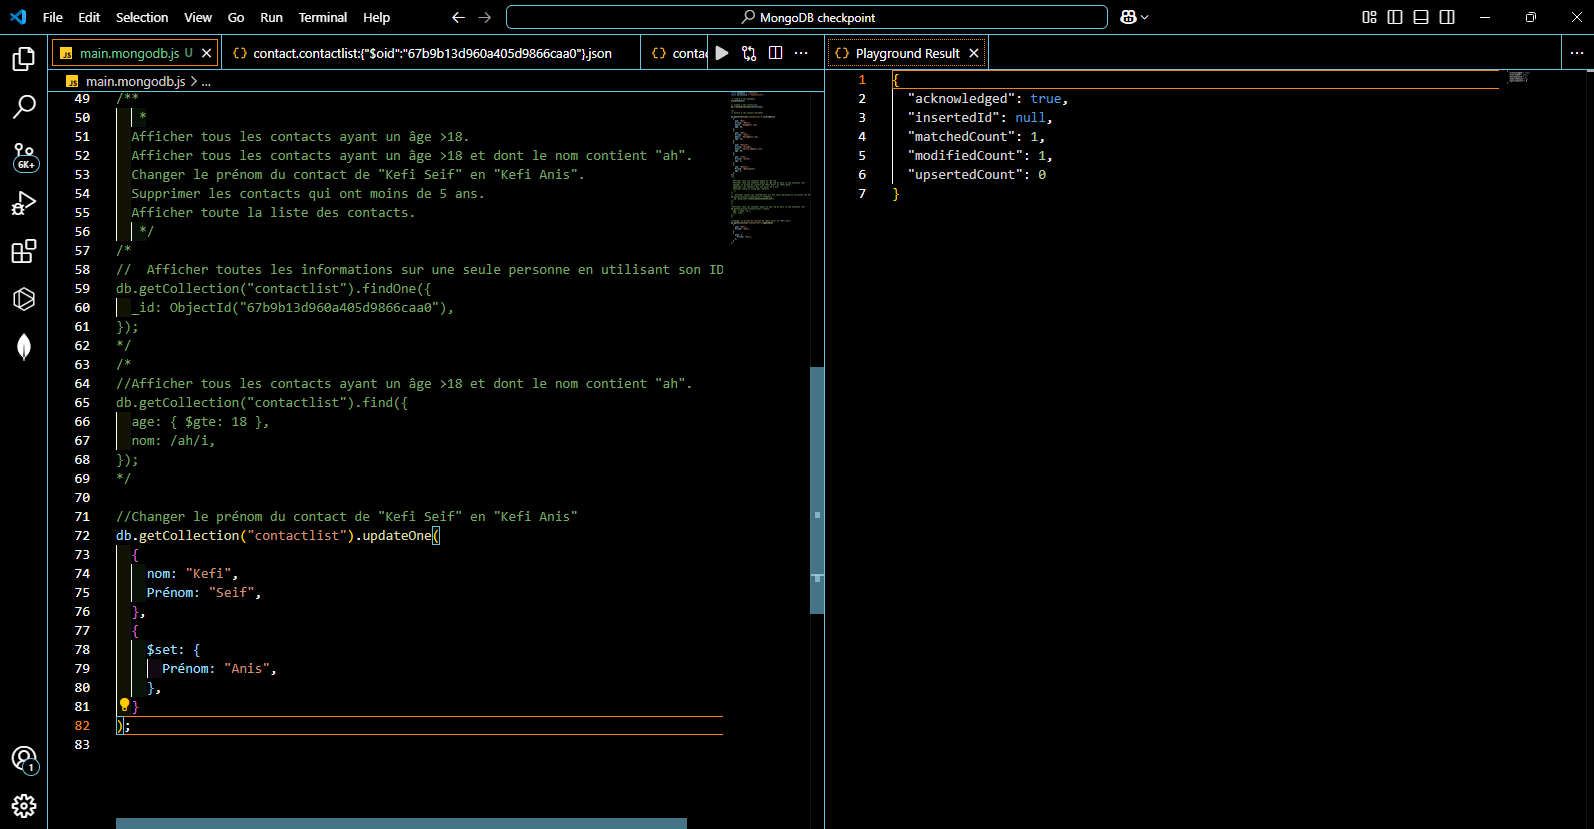 File Edit Selection View Go Run Terminal Help
MongoDB checkpoint
main.mongodb.js U
contact.contactlist:{"$oid":"67b9b13d960a405d9866caa0"}.json
conta
main.mongodb.js > ...
49 /**
50 *
51 Afficher tous les contacts ayant un âge >18.
52 Afficher tous les contacts ayant un âge >18 et dont le nom contient "ah".
53 Changer le prénom du contact de "Kefi Seif" en "Kefi Anis".
54 Supprimer les contacts qui ont moins de 5 ans.
55 Afficher toute la liste des contacts.
56 */
57 /*
58 //  Afficher toutes les informations sur une seule personne en utilisant son ID
59 db.getCollection("contactlist").findOne({
60 _id: ObjectId("67b9b13d960a405d9866caa0"),
61 });
62 */
63 /*
64 //Afficher tous les contacts ayant un âge >18 et dont le nom contient "ah".
65 db.getCollection("contactlist").find({
66 age: { $gte: 18 },
67 nom: /ah/i,
68 });
69 */
70
71 //Changer le prénom du contact de "Kefi Seif" en "Kefi Anis"
72 db.getCollection("contactlist").updateOne(
73 {
74 nom: "Kefi",
75 Prénom: "Seif",
76 },
77 {
78 $set: {
79 Prénom: "Anis",
80 },
81 }
82 );
83
Playground Result
1 {
2 "acknowledged": true,
3 "insertedId": null,
4 "matchedCount": 1,
5 "modifiedCount": 1,
6 "upsertedCount": 0
7 }
6K+
1